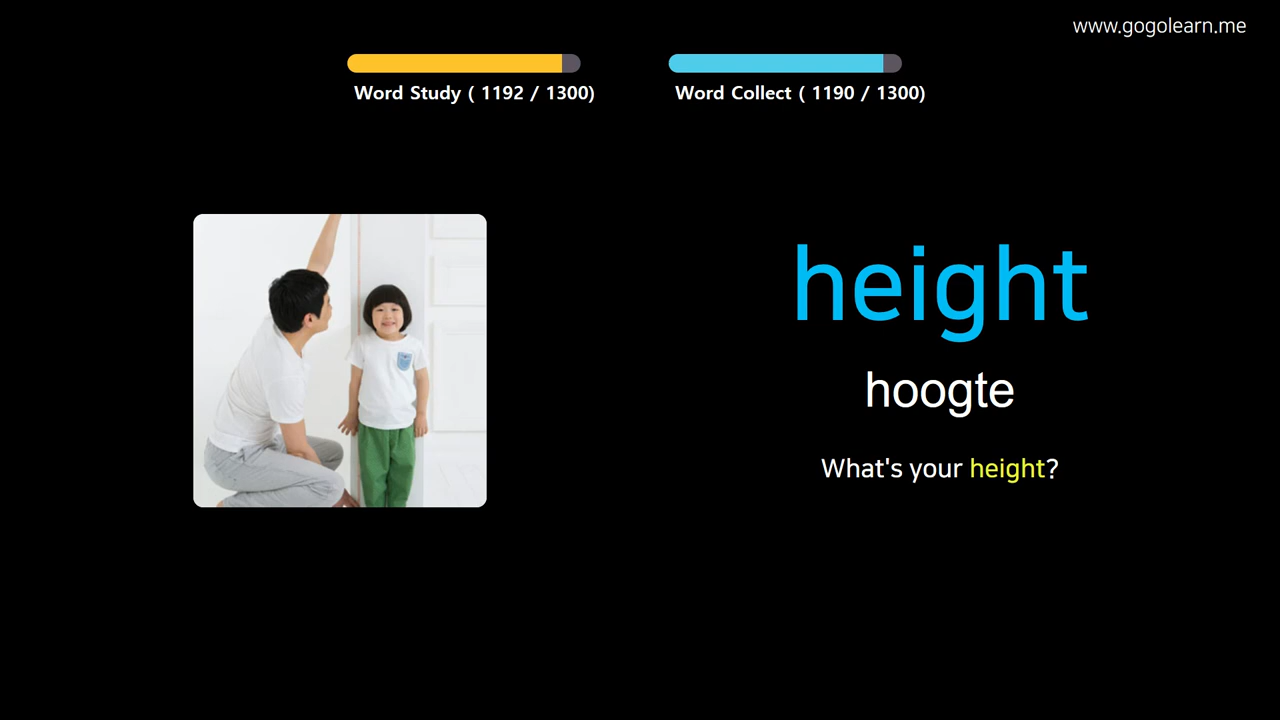 www.gogolearn.me
Word Study ( 1192 / 1300)
Word Collect ( 1190 / 1300)
height
hoogte
What's your height?